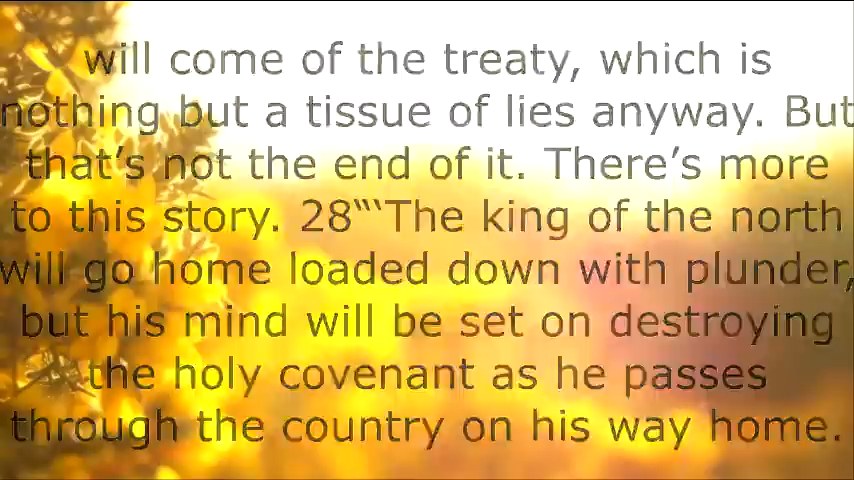 will come of the treaty, which is
nothing but a tissue of lies anyway. But
that’s not the end of it. There’s more
to this story. 28“‘The king of the north
will go home loaded down with plunder,
but his mind will be set on destroying
the holy covenant as he passes
through the country on his way home.